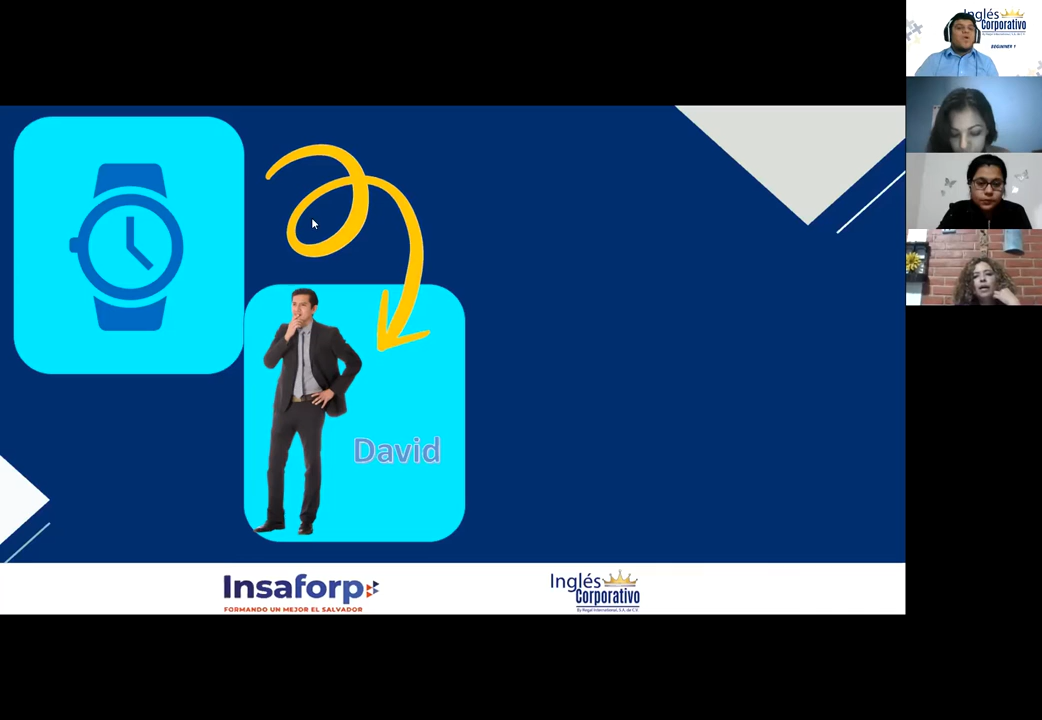 Inglés
Corporativo
BEGINNER 1
David
Insaforp
FORMANDO UN MEJOR EL SALVADOR
Inglés
Corporativo
By Regal International, S.A. de C.V.